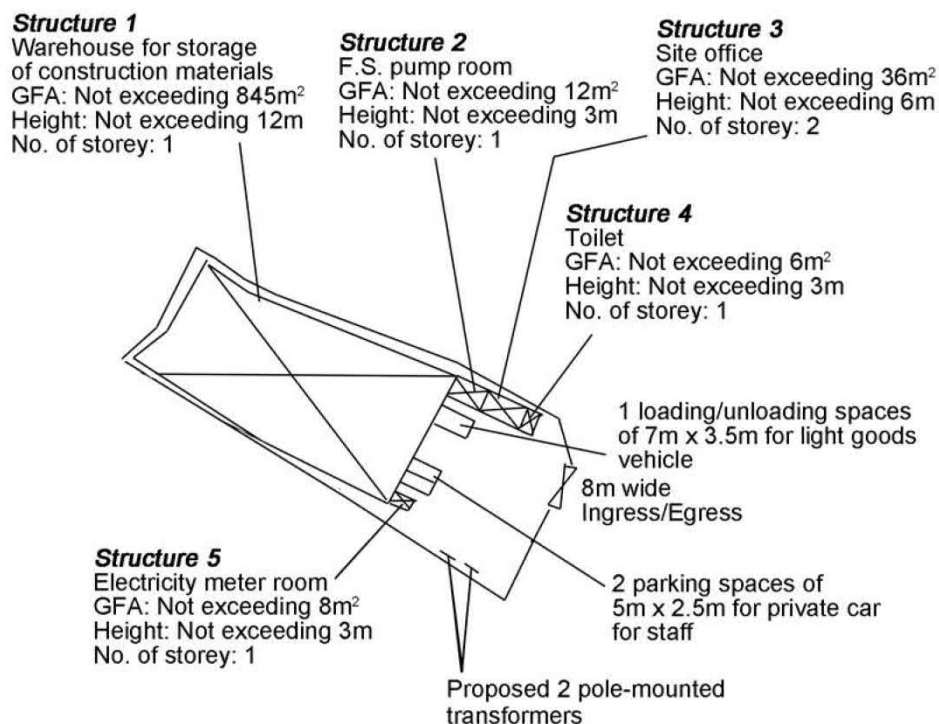 Structure 1
Warehouse for storage
of construction materials
GFA: Not exceeding 845m²
Height: Not exceeding 12m
No. of storey: 1
Structure 2
F.S. pump room
GFA: Not exceeding 12m²
Height: Not exceeding 3m
No. of storey: 1
Structure 3
Site office
GFA: Not exceeding 36m²
Height: Not exceeding 6m
No. of storey: 2
Structure 4
Toilet
GFA: Not exceeding 6m²
Height: Not exceeding 3m
No. of storey: 1
1 loading/unloading spaces
of 7m x 3.5m for light goods
vehicle
8m wide
Ingress/Egress
Structure 5
Electricity meter room
GFA: Not exceeding 8m²
Height: Not exceeding 3m
No. of storey: 1
2 parking spaces of
5m x 2.5m for private car
for staff
Proposed 2 pole-mounted
transformers